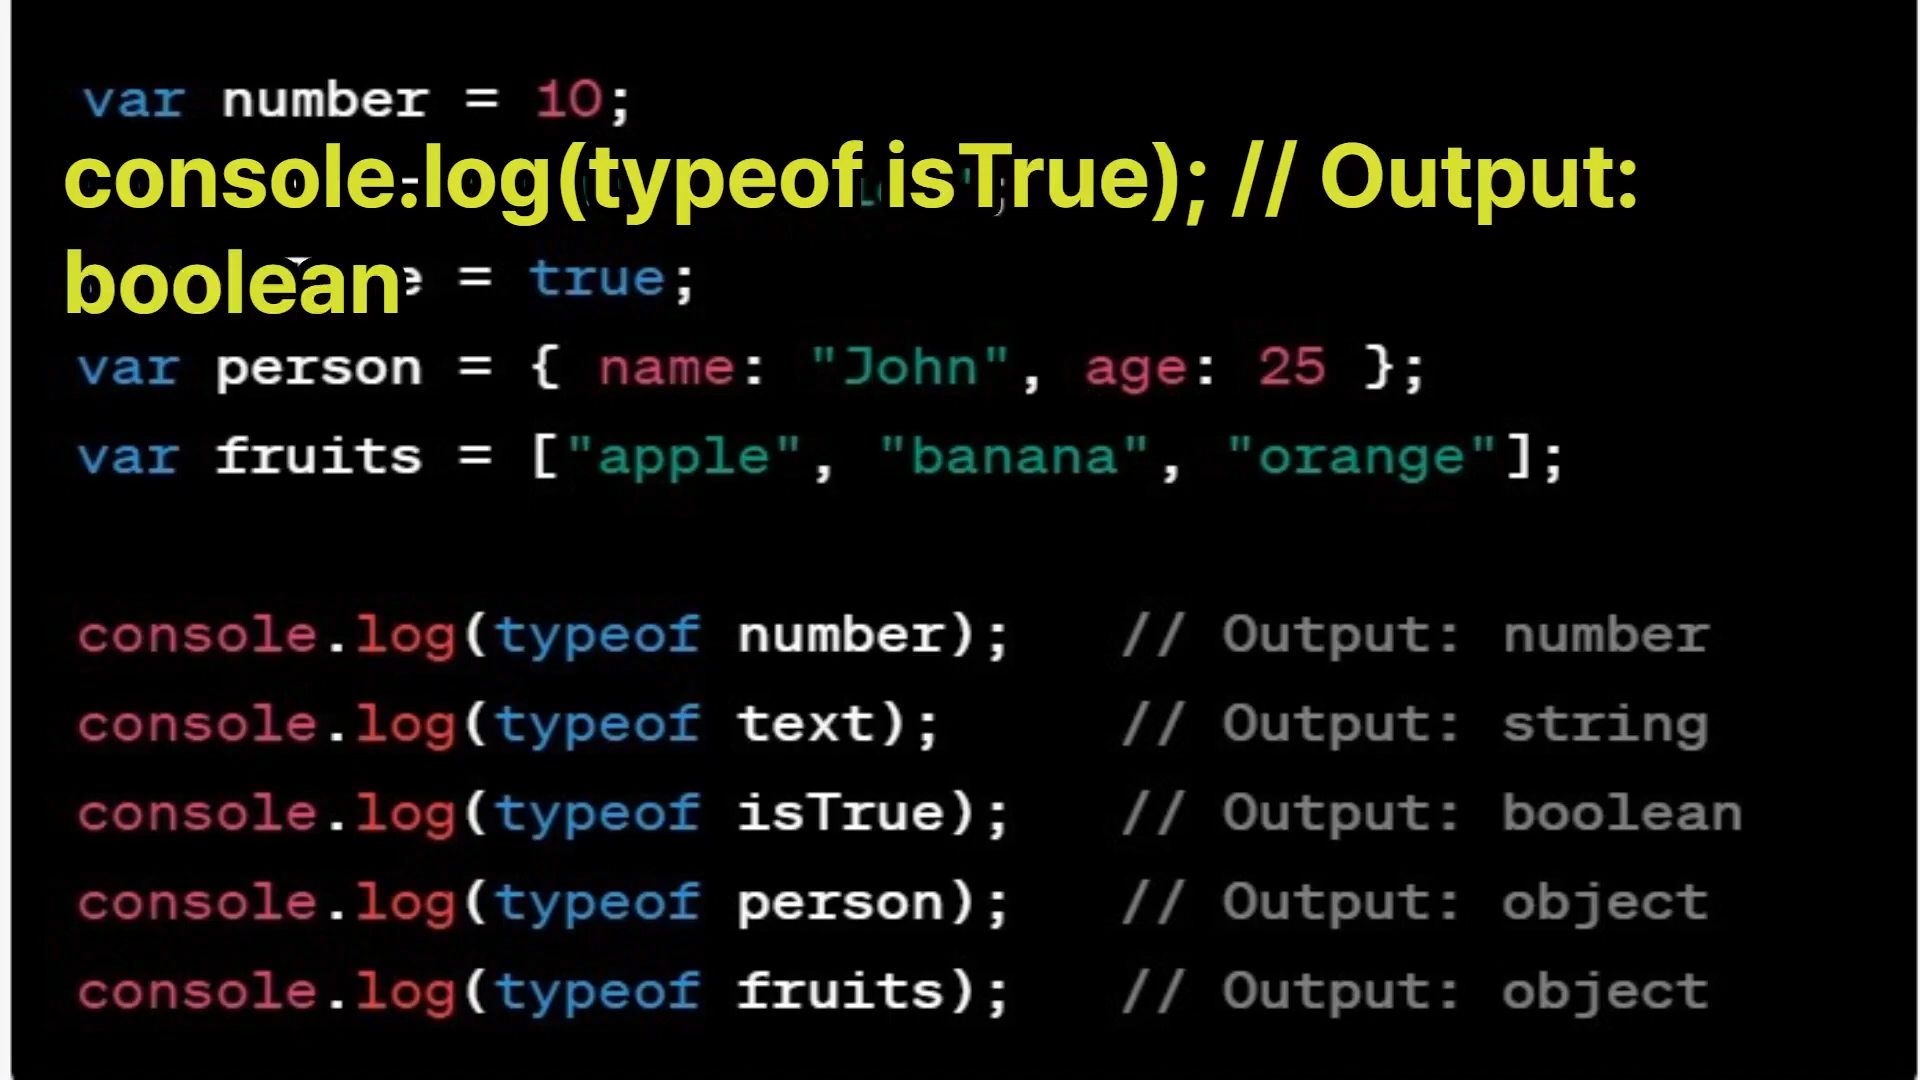 var number = 10;
console.log(typeof isTrue); // Output:
boolean
= true;
var person = { name: "John", age: 25 };
var fruits = ["apple", "banana", "orange"];
console.log(typeof number); // Output: number
console.log(typeof text); // Output: string
console.log(typeof isTrue); // Output: boolean
console.log(typeof person); // Output: object
console.log(typeof fruits); // Output: object